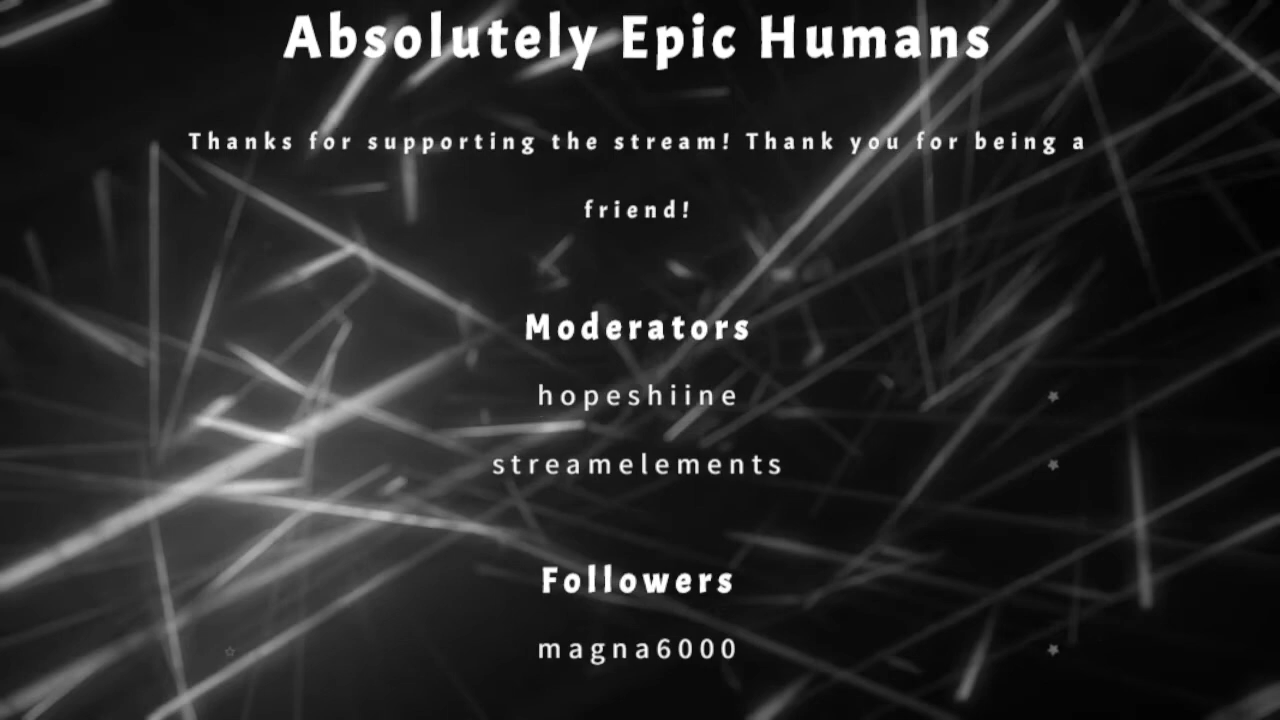 Absolutely Epic Humans
Thanks for supporting the stream! Thank you for being a
friend!
Moderators
hopeshiine
streamelements
Followers
magna6000